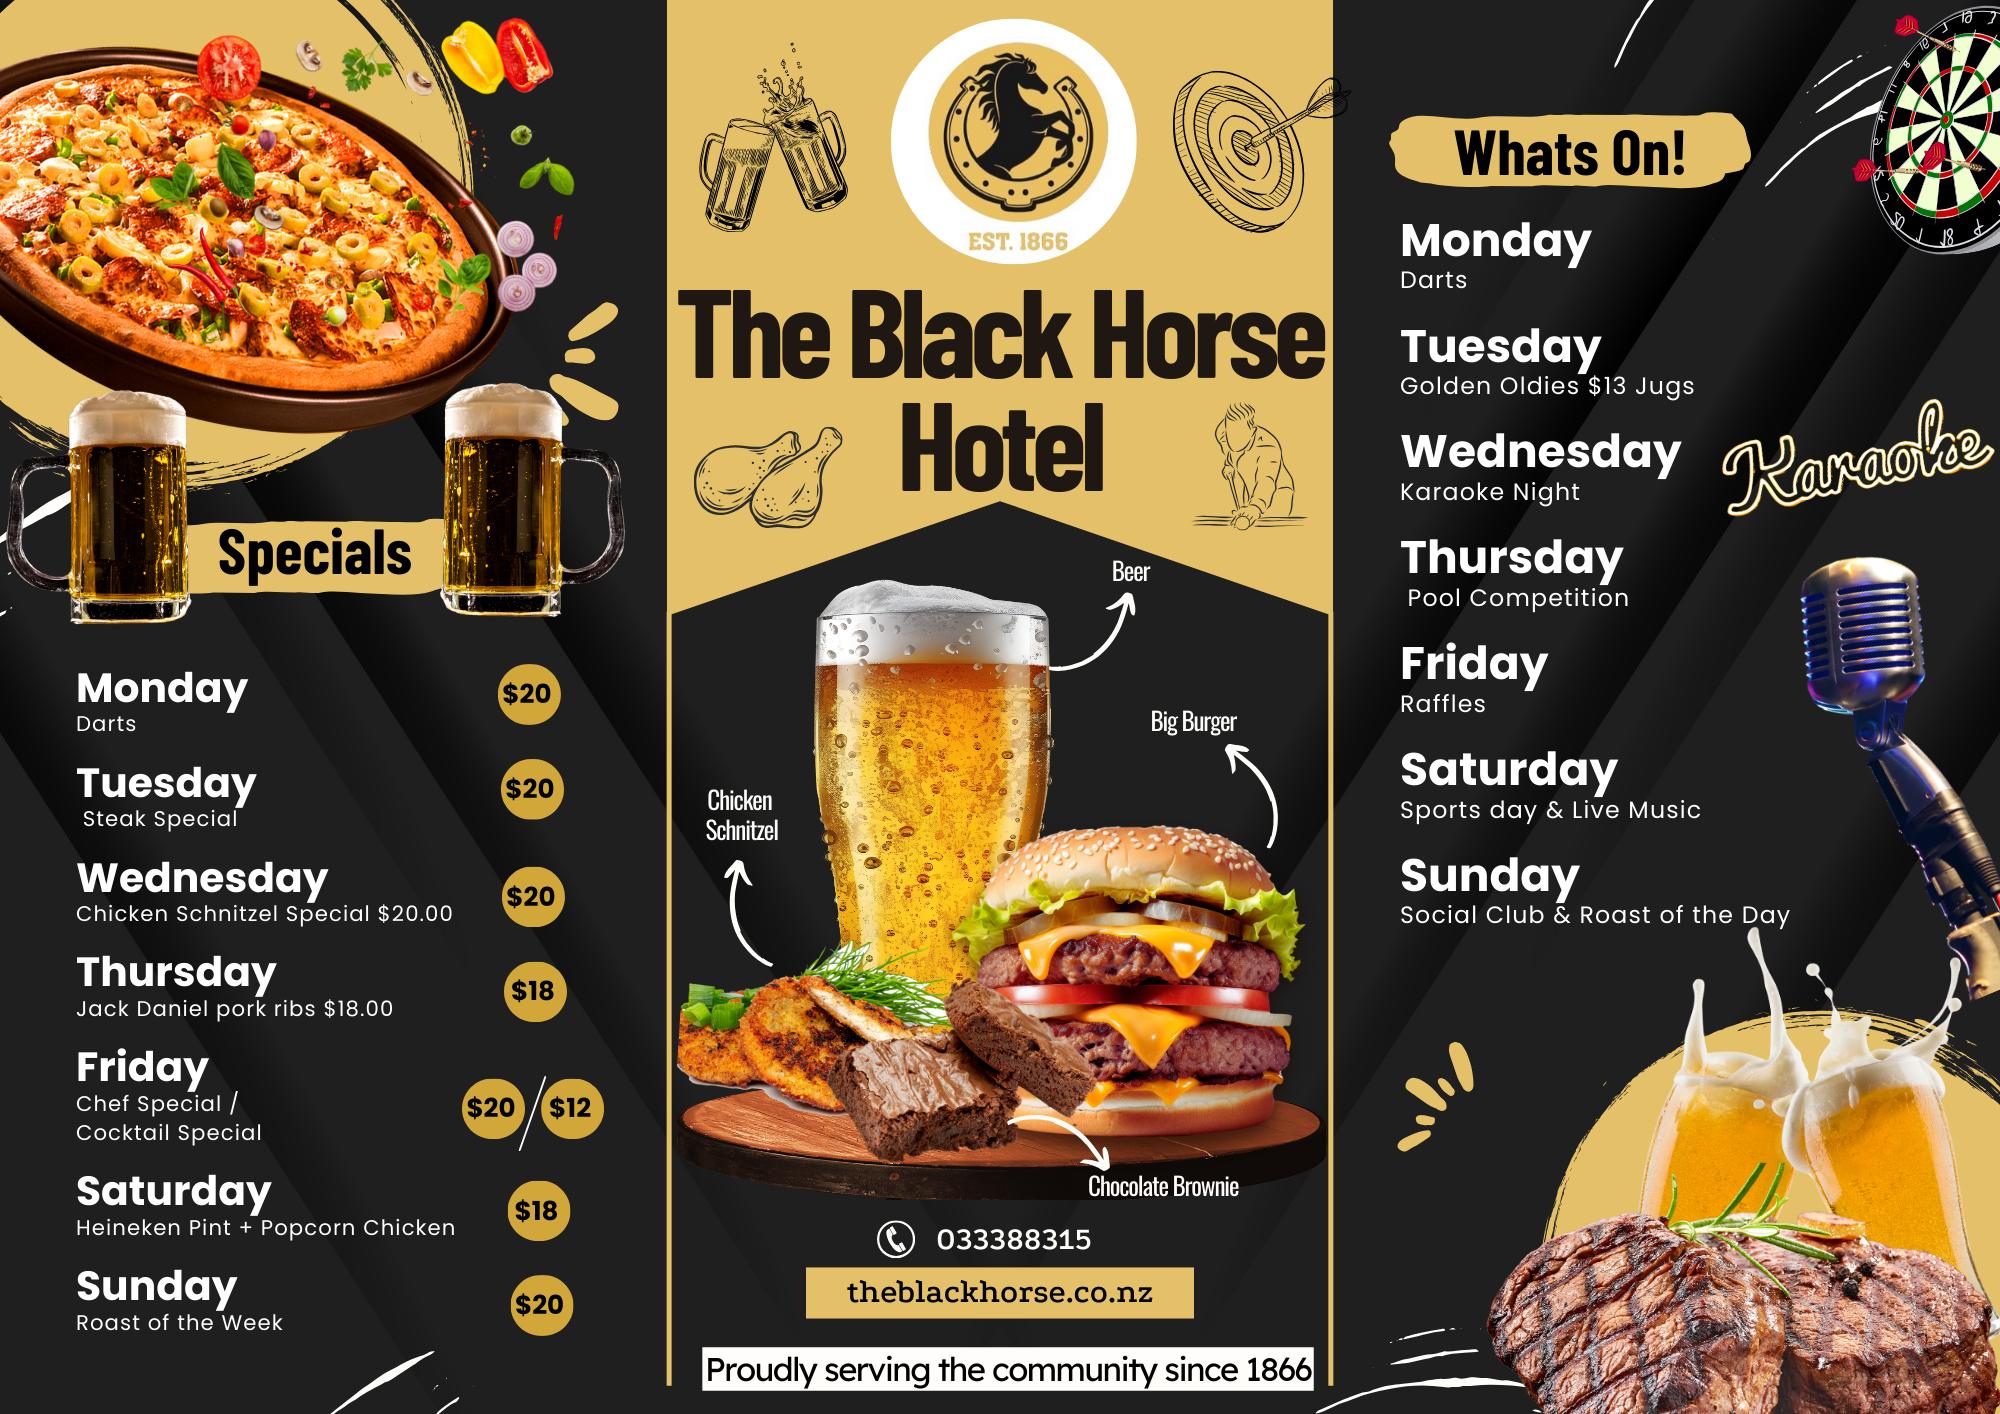 Specials
Monday
Darts
$20
Tuesday
Steak Special
$20
Wednesday
Chicken Schnitzel Special $20.00
$20
Thursday
Jack Daniel pork ribs $18.00
$18
Friday
Chef Special /
Cocktail Special
$20 / $12
Saturday
Heineken Pint + Popcorn Chicken
$18
Sunday
Roast of the Week
$20
EST. 1866
The Black Horse
Hotel
Beer
Big Burger
Chicken
Schnitzel
Chocolate Brownie
033388315
theblackhorse.co.nz
Proudly serving the community since 1866
Whats On!
Monday
Darts
Tuesday
Golden Oldies $13 Jugs
Wednesday
Karaoke Night
Karaoke
Thursday
Pool Competition
Friday
Raffles
Saturday
Sports day & Live Music
Sunday
Social Club & Roast of the Day